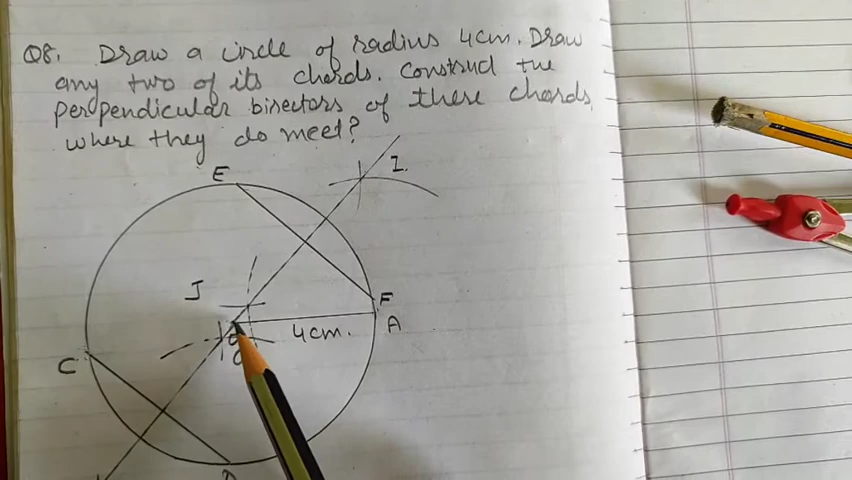 Q8. Draw a circle of radius 4cm. Draw
any two of its chords. Construct the
perpendicular bisectors of these chords,
where they do meet?
E
I
J
F
4cm.
A
O
C
D